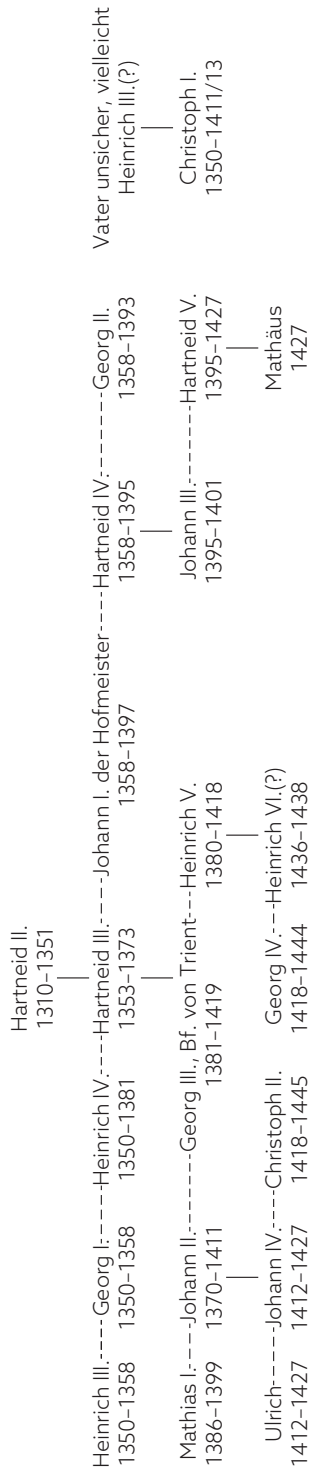 Hartneid II.
1310–1351
Heinrich III.-----Georg I.-----Heinrich IV.----Hartneid III.-----Johann I. der Hofmeister-----Hartneid IV.---------Georg II.
1350–1358 1350–1358 1350–1381 1353–1373 1358–1397 1358–1395 1358–1393
Vater unsicher, vielleicht
Heinrich III.(?)
Mathias I.-----Johann II.--------Georg III., Bf. von Trient---Heinrich V.
1386–1399 1370–1411 1381–1419 1380–1418
Johann III.--------Hartneid V.
1395–1401 1395–1427
Christoph I.
1350–1411/13
Ulrich------Johann IV.----Christoph II.
1412–1427 1412–1427 1418–1445
Georg IV.---Heinrich VI.(?)
1418–1444 1436–1438
Mathäus
1427